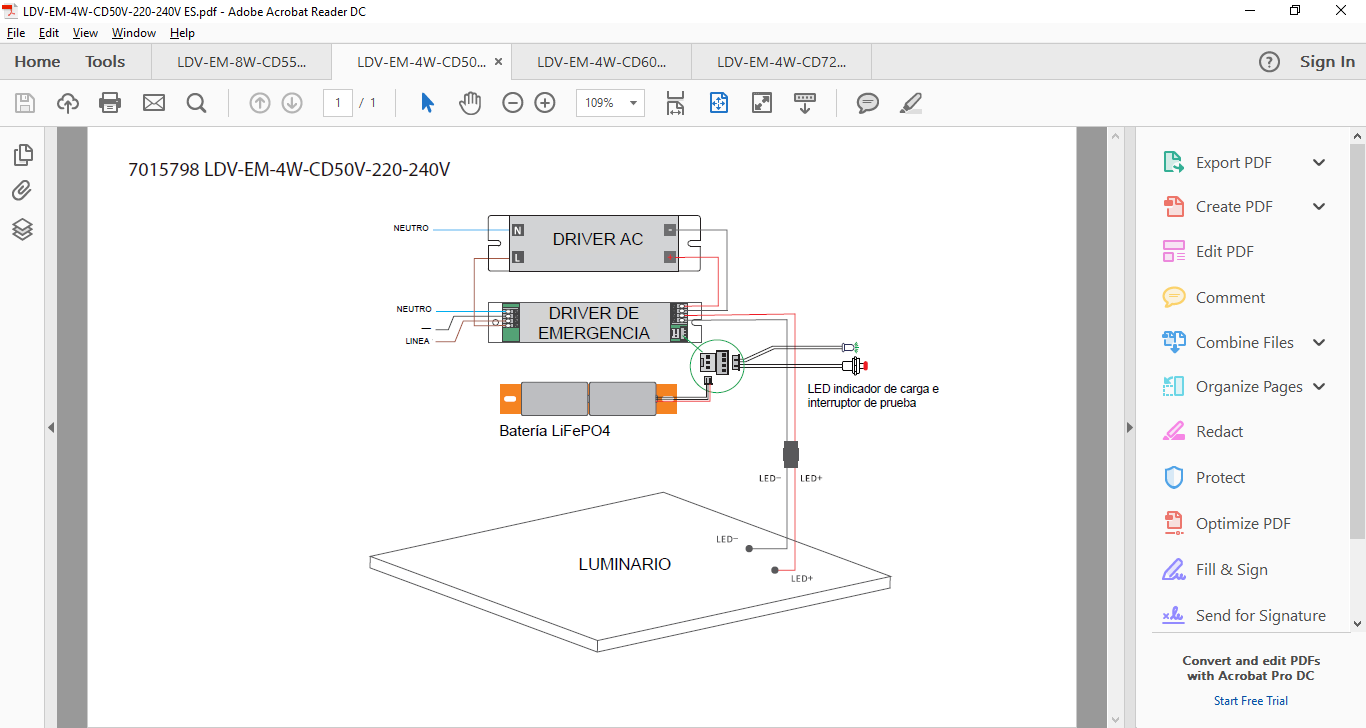 LDV-EM-4W-CD50V-220-240V ES.pdf - Adobe Acrobat Reader DC
File Edit View Window Help
Home Tools LDV-EM-8W-CD55... LDV-EM-4W-CD50... × LDV-EM-4W-CD60... LDV-EM-4W-CD72... Sign In
1 / 1 109%
7015798 LDV-EM-4W-CD50V-220-240V
NEUTRO
N
DRIVER AC
-
L
+
NEUTRO
LINEA
DRIVER DE
EMERGENCIA
LED indicador de carga e
interruptor de prueba
Batería LiFePO4
LED− LED+
LED−
LUMINARIO
LED+
Export PDF
Create PDF
Edit PDF
Comment
Combine Files
Organize Pages
Redact
Protect
Optimize PDF
Fill & Sign
Send for Signature
Convert and edit PDFs
with Acrobat Pro DC
Start Free Trial